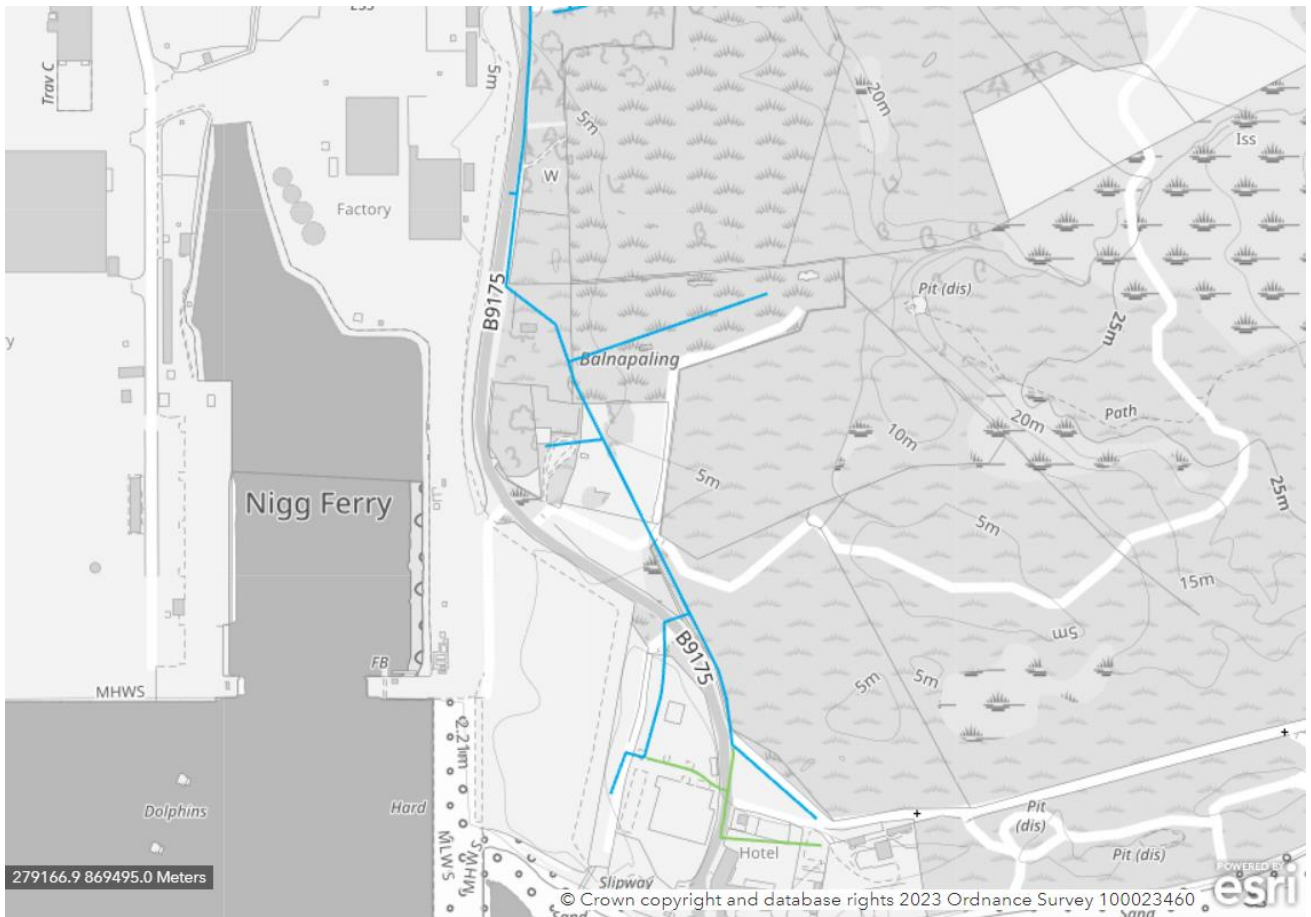 Trav C
5m
20m
5m
W
Iss
Factory
B9175
Pit (dis)
25m
Balnapaling
Path
20m
10m
5m
25m
Nigg Ferry
5m
15m
5m
B9175
FB
5m
5m
MHWS
2.21m
Dolphins
Hard
Pit
(dis)
MLWS
MHWS
Hotel
Pit (dis)
POWERED BY
esri
279166.9 869495.0 Meters
Slipway
© Crown copyright and database rights 2023 Ordnance Survey 100023460
Sand
Sand